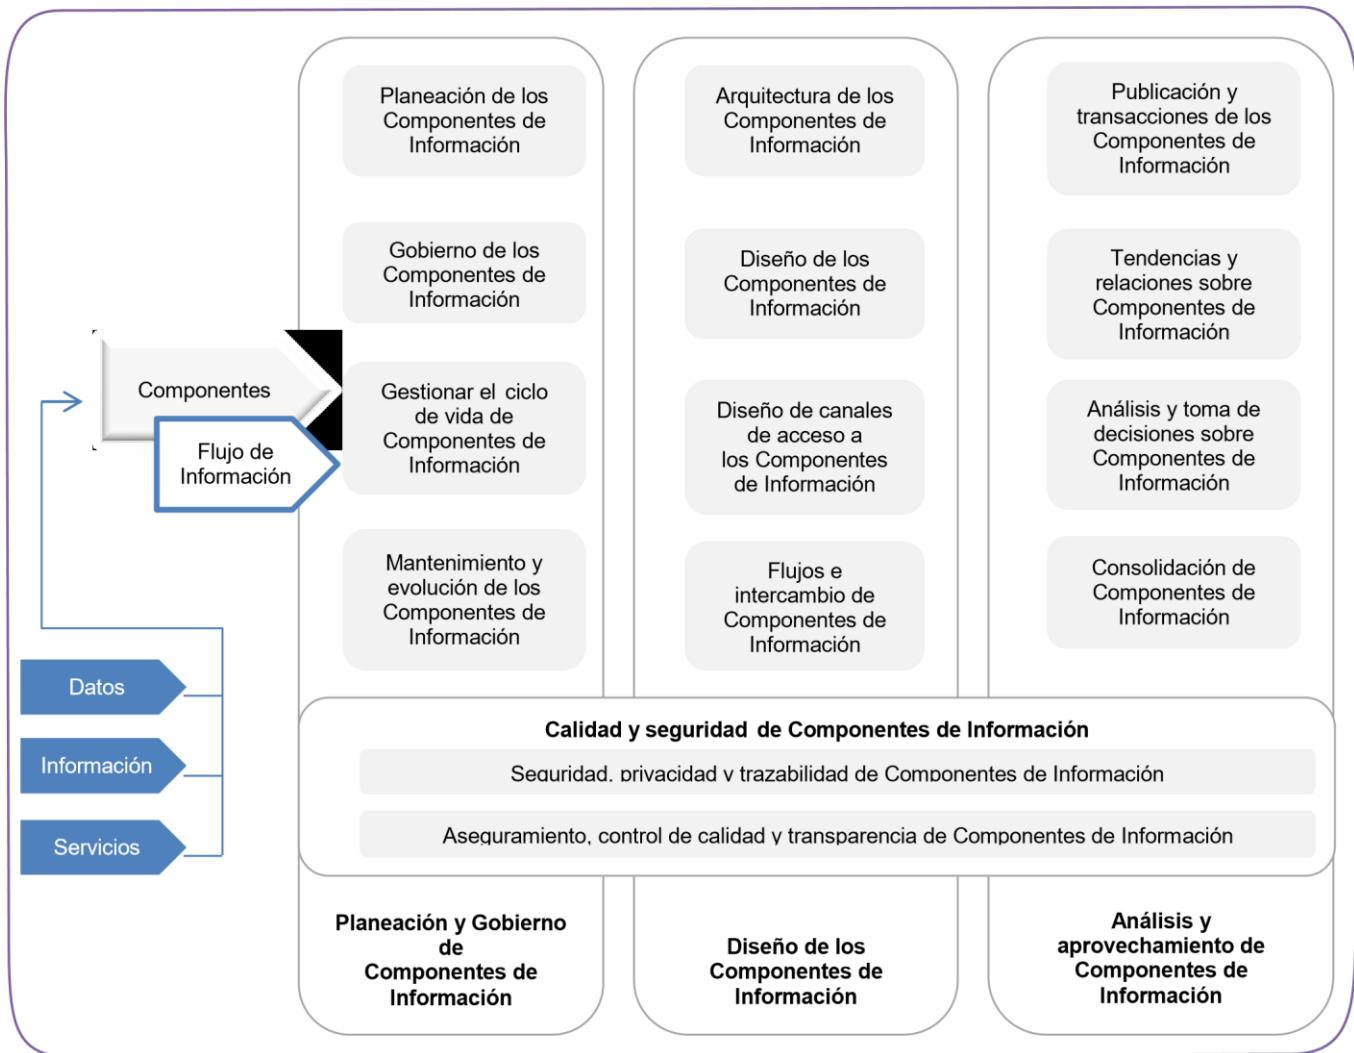 Planeación de los
Componentes de
Información
Gobierno de los
Componentes de
Información
Gestionar el ciclo
de vida de
Componentes de
Información
Mantenimiento y
evolución de los
Componentes de
Información
Arquitectura de los
Componentes de
Información
Diseño de los
Componentes de
Información
Diseño de canales
de acceso a
los Componentes
de Información
Flujos e
intercambio de
Componentes de
Información
Publicación y
transacciones de los
Componentes de
Información
Tendencias y
relaciones sobre
Componentes de
Información
Análisis y toma de
decisiones sobre
Componentes de
Información
Consolidación de
Componentes de
Información
Componentes
Flujo de
Información
Datos
Información
Servicios
Calidad y seguridad de Componentes de Información
Seguridad, privacidad y trazabilidad de Componentes de Información
Aseguramiento, control de calidad y transparencia de Componentes de Información
Planeación y Gobierno
de
Componentes de
Información
Diseño de los
Componentes de
Información
Análisis y
aprovechamiento de
Componentes de
Información